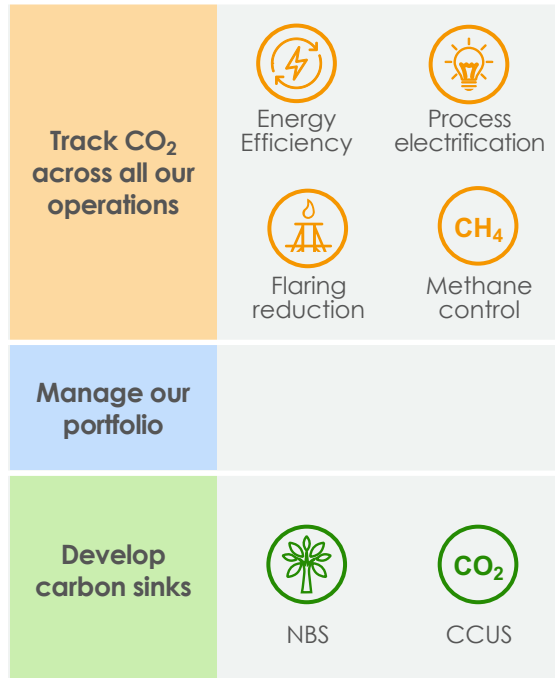 Track CO₂
across all our
operations
Energy
Efficiency
Process
electrification
Flaring
reduction
CH₄
Methane
control
Manage our
portfolio
Develop
carbon sinks
NBS
CO₂
CCUS